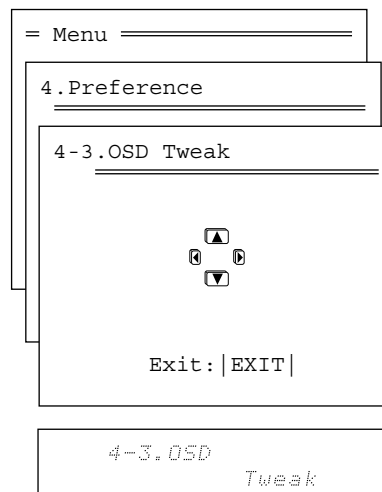 = Menu
4.Preference
4-3.OSD Tweak
Exit:|EXIT|
4-3.OSD
Tweak